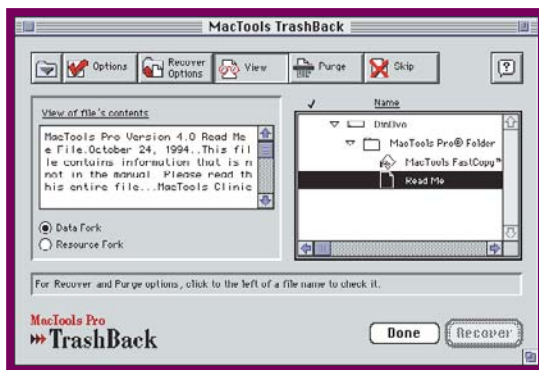 MacTools TrashBack
Options
Recover
Options
View
Purge
Skip
?
View of file's contents
MacTools Pro Version 4.0 Read Me
e File.October 24, 1994..This fil
le contains information that is n
not in the manual. Please read th
his entire file...MacTools Clinic
Data Fork
Resource Fork
✓ Name
MacTools Pro® Folder
MacTools FastCopy™
Read Me
For Recover and Purge options, click to the left of a file name to check it.
MacTools Pro
TrashBack
Done
Recover